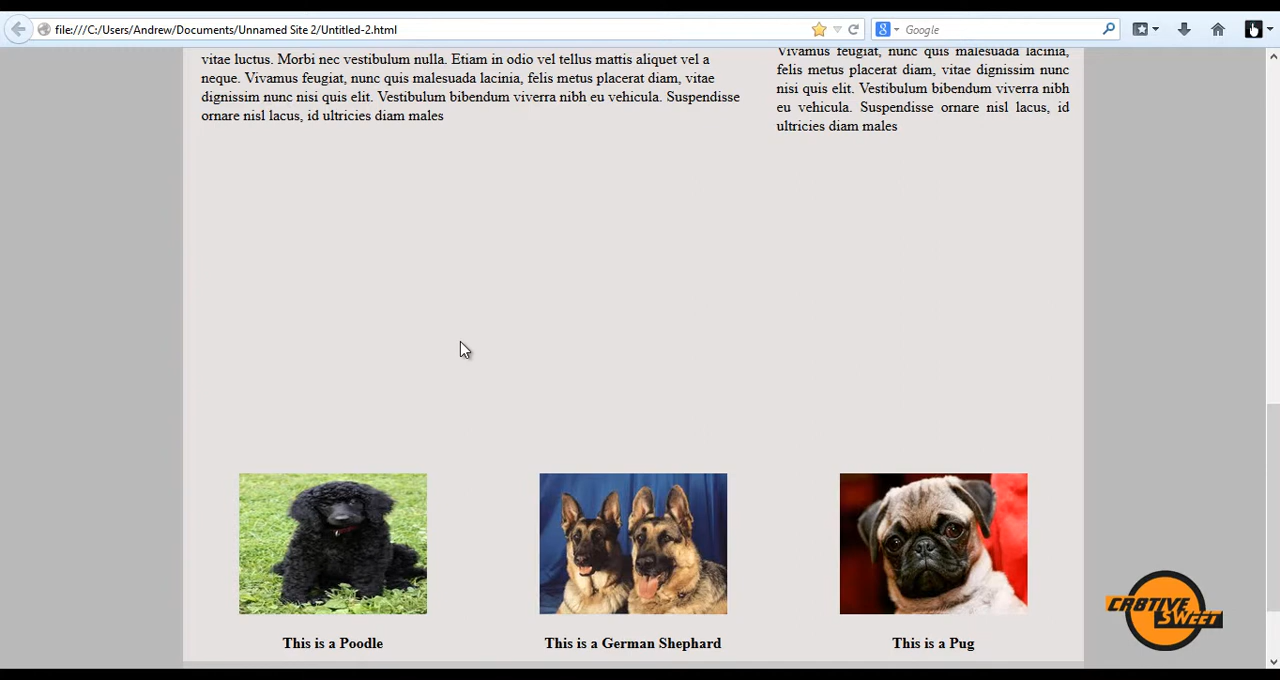 file:///C:/Users/Andrew/Documents/Unnamed Site 2/Untitled-2.html
Google
vitae luctus. Morbi nec vestibulum nulla. Etiam in odio vel tellus mattis aliquet vel a
neque. Vivamus feugiat, nunc quis malesuada lacinia, felis metus placerat diam, vitae
dignissim nunc nisi quis elit. Vestibulum bibendum viverra nibh eu vehicula. Suspendisse
ornare nisl lacus, id ultricies diam males
Vivamus feugiat, nunc quis malesuada lacinia,
felis metus placerat diam, vitae dignissim nunc
nisi quis elit. Vestibulum bibendum viverra nibh
eu vehicula. Suspendisse ornare nisl lacus, id
ultricies diam males
This is a Poodle
This is a German Shephard
This is a Pug
CR8TIVE
SWEET